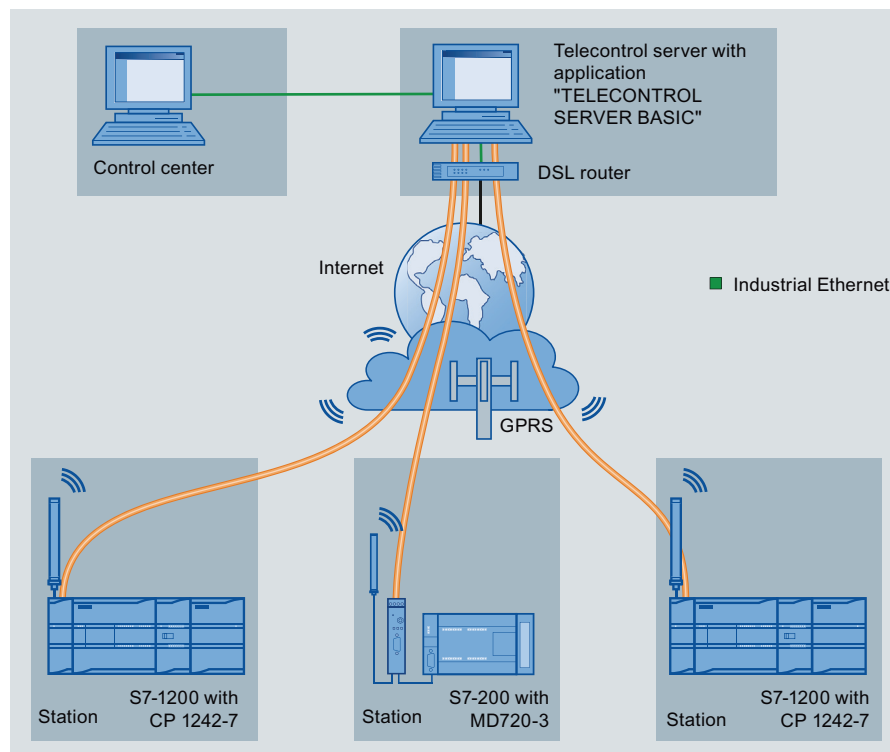 Telecontrol server with
application
"TELECONTROL
SERVER BASIC"
Control center
DSL router
Internet
Industrial Ethernet
GPRS
S7-1200 with
CP 1242-7
Station
S7-200 with
MD720-3
Station
S7-1200 with
CP 1242-7
Station